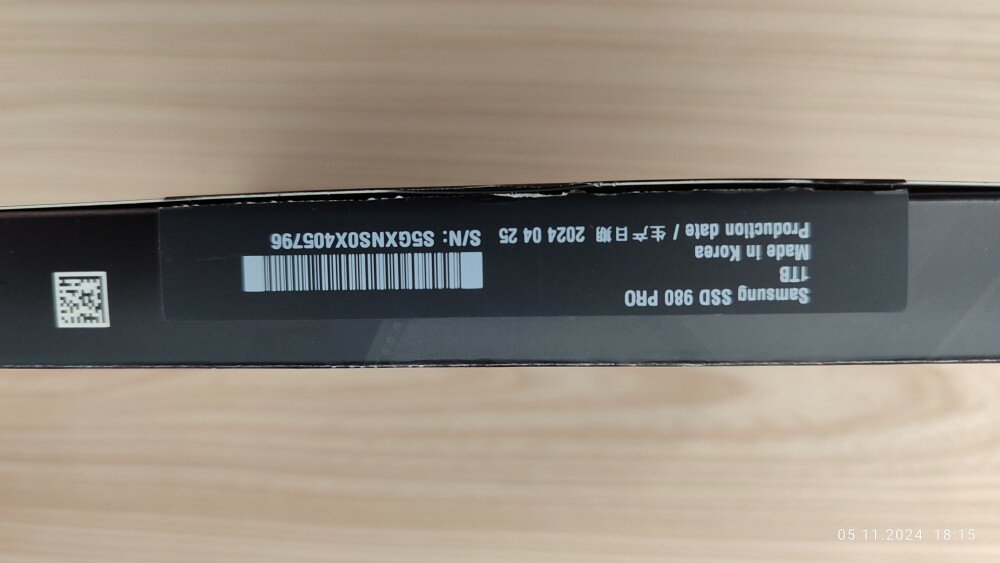 Samsung SSD 980 PRO
1TB
Made in Korea
Production date / 生产日期 2024 04 25
S/N: S5GXNS0X405796
05.11.2024 18:15